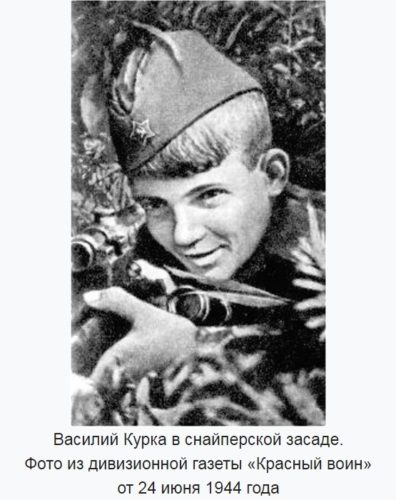 Василий Курка в снайперской засаде.
Фото из дивизионной газеты «Красный воин»
от 24 июня 1944 года